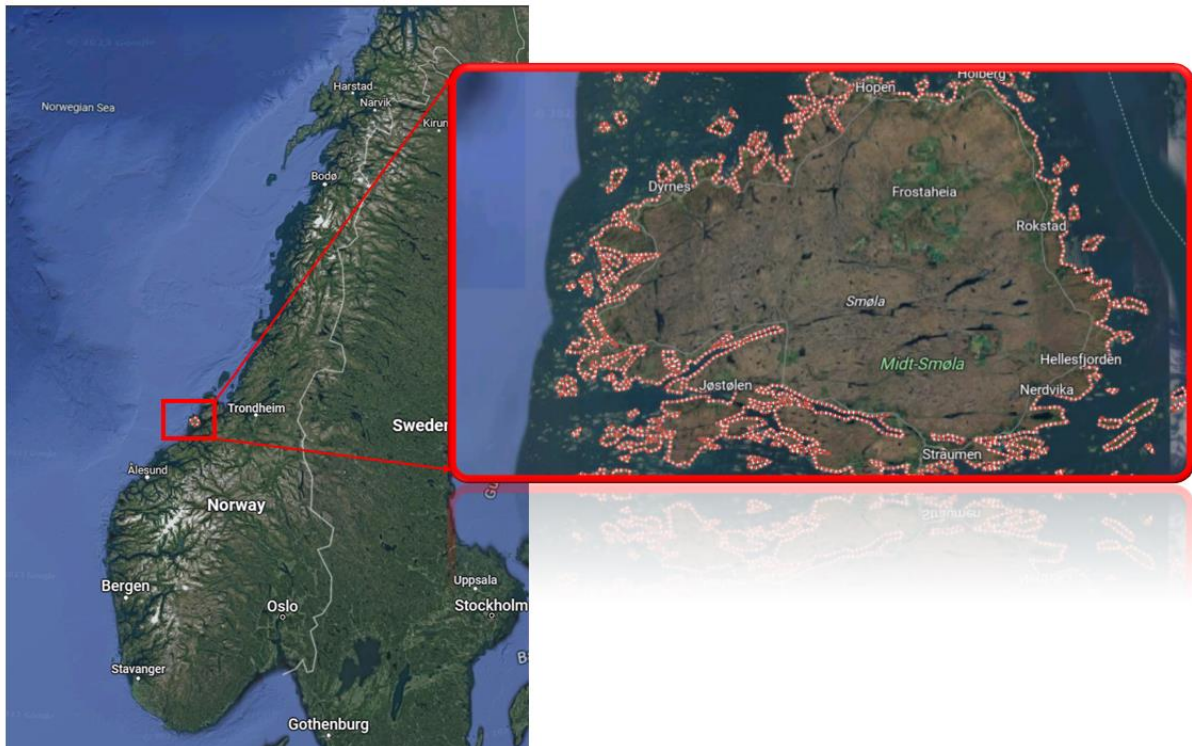 Norwegian Sea
Harstad
Narvik
Kirun
Bodø
Trondheim
Sweden
Ålesund
Norway
Bergen
Uppsala
Oslo
Stockholm
Stavanger
Gothenburg
Hopen
Holberg
Dyrnes
Frostaheia
Rokstad
Smøla
Midt-Smøla
Hellesfjorden
Jøstølen
Nerdvika
Straumen